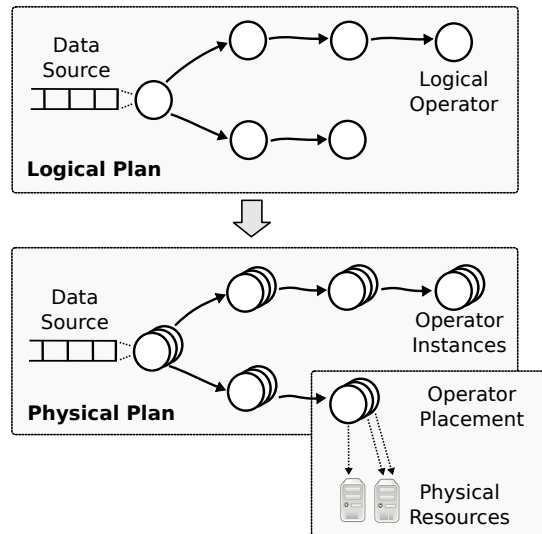 Data
Source
Logical
Operator
Logical Plan
Data
Source
Operator
Instances
Physical Plan
Operator
Placement
Physical
Resources